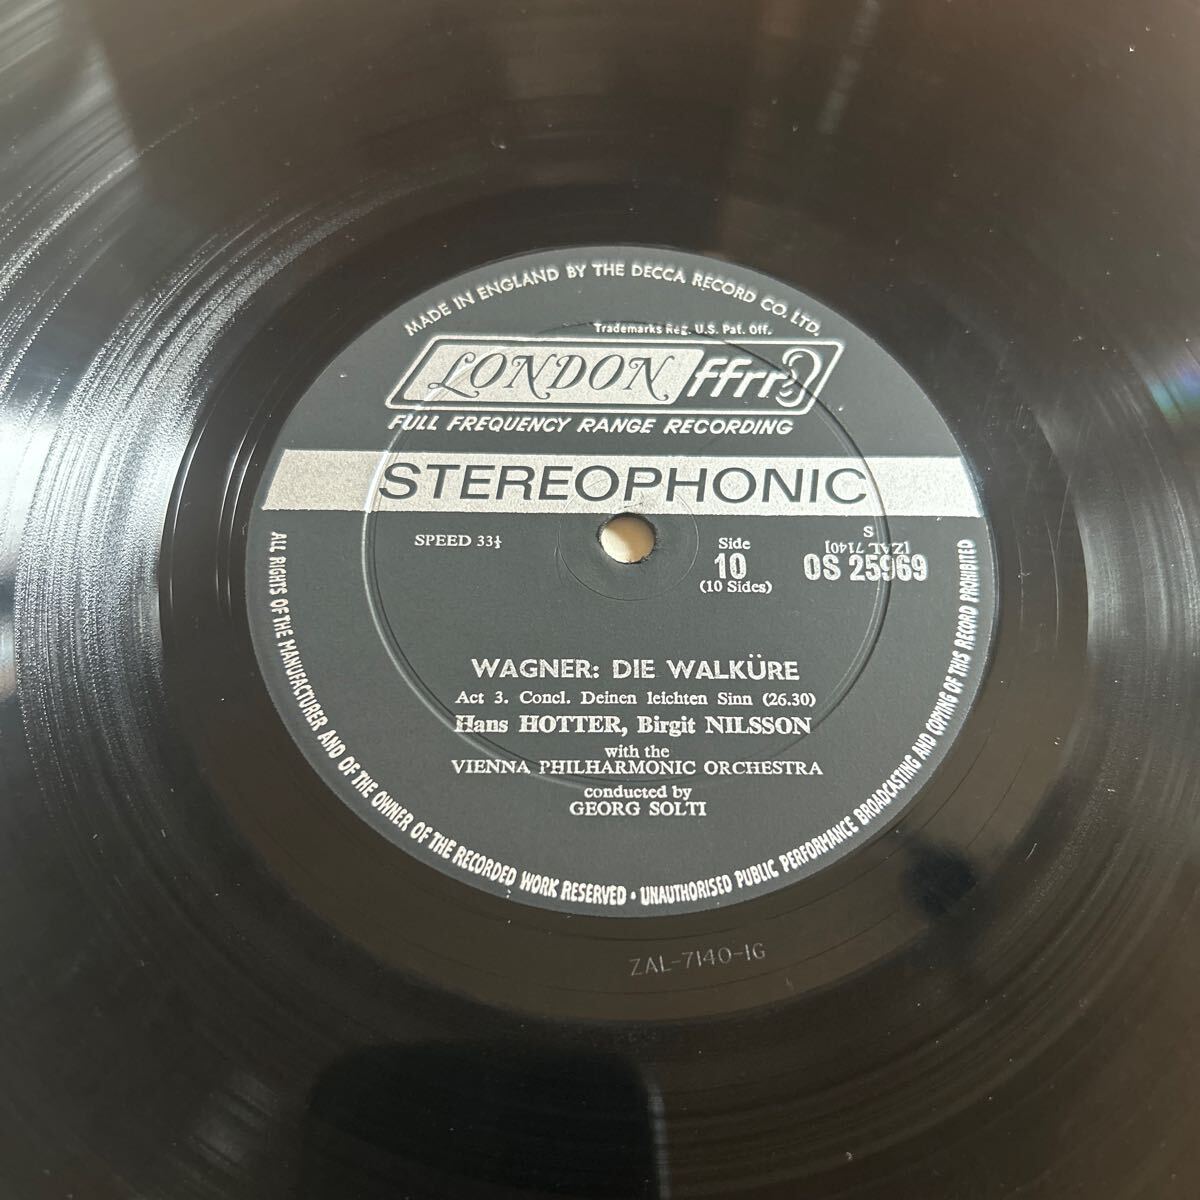 MADE IN ENGLAND BY THE DECCA RECORD CO. LTD.
Trademarks Reg. U.S. Pat. Off.
LONDON ffrr
FULL FREQUENCY RANGE RECORDING
STEREOPHONIC
SPEED 33⅓
Side
10
(10 Sides)
S
[ZAL 7140]
OS 25969
WAGNER: DIE WALKÜRE
Act 3. Concl. Deinen leichten Sinn (26.30)
Hans HOTTER, Birgit NILSSON
with the
VIENNA PHILHARMONIC ORCHESTRA
conducted by
GEORG SOLTI
ALL RIGHTS OF THE MANUFACTURER AND OF THE OWNER OF THE RECORDED WORK RESERVED • UNAUTHORISED PUBLIC PERFORMANCE BROADCASTING AND COPYING OF THIS RECORD PROHIBITED
ZAL-7140-1G